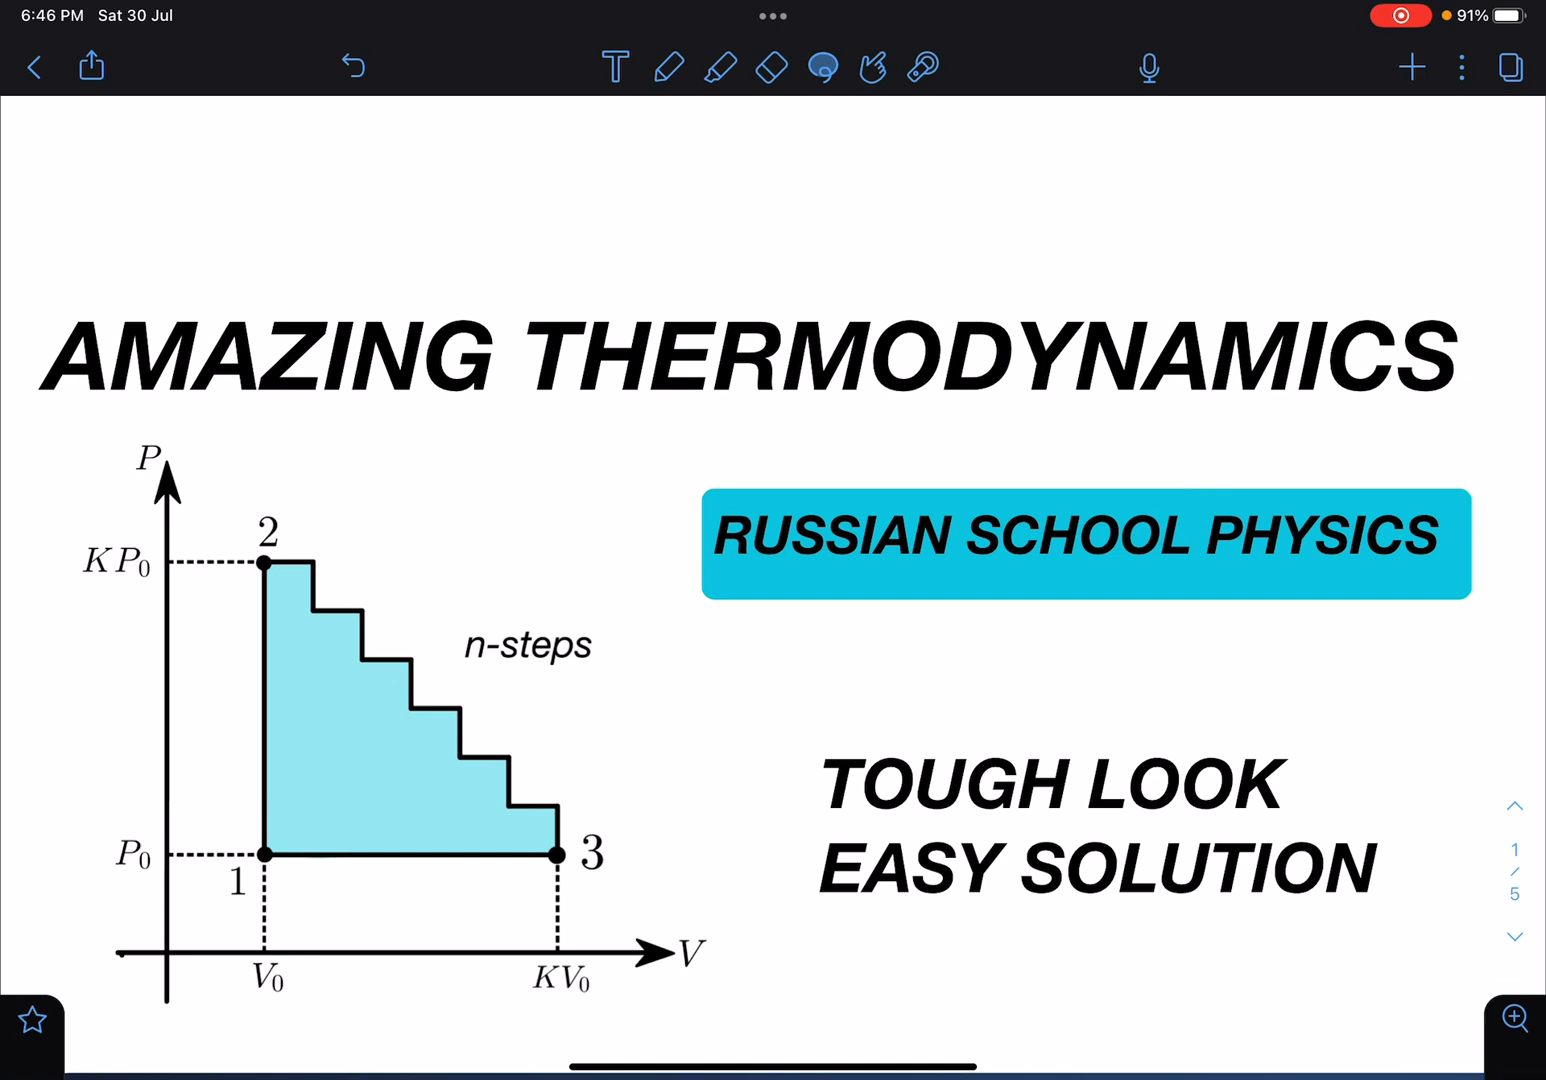 6:46 PM Sat 30 Jul
91%
AMAZING THERMODYNAMICS
P
2
KP₀
RUSSIAN SCHOOL PHYSICS
n-steps
TOUGH LOOK
EASY SOLUTION
P₀
1
3
V
V₀
KV₀
1
/
5